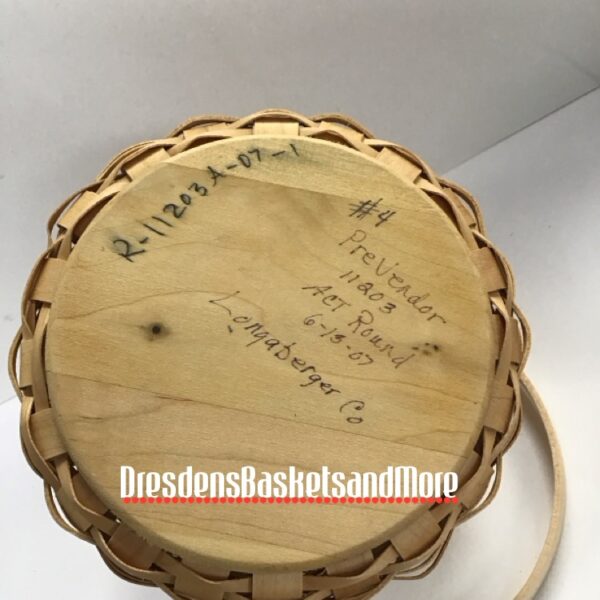 R-11203A-07-1
#4
PreVendor
11203
ACT Round
6-13-07
Longaberger Co
DresdensBasketsandMore